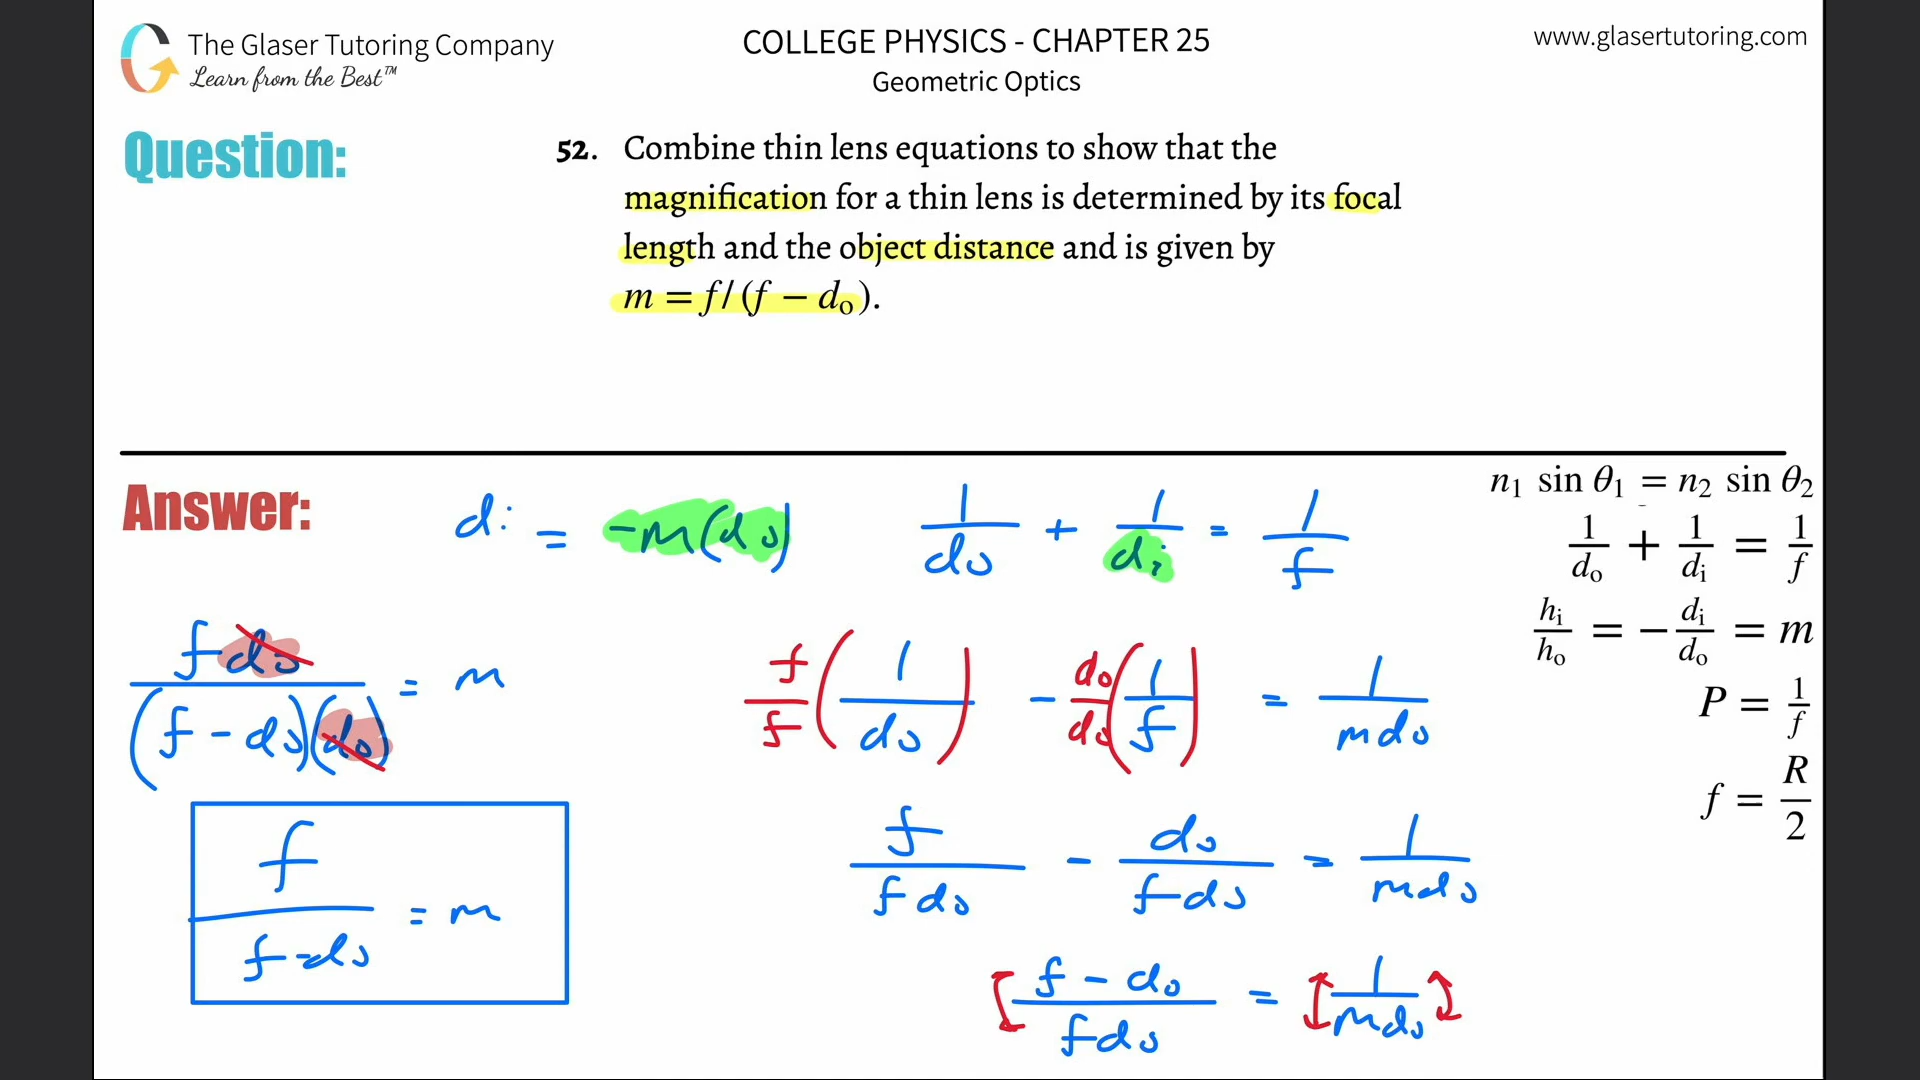 The Glaser Tutoring Company
Learn from the Best™
COLLEGE PHYSICS - CHAPTER 25
Geometric Optics
www.glasertutoring.com
Question:
52. Combine thin lens equations to show that the
magnification for a thin lens is determined by its focal
length and the object distance and is given by
m = f/(f − dₒ).
Answer:
di = -m(do)
1/do + 1/di = 1/f
f/f (1/do) - do/do (1/f) = 1/mdo
f/fdo - do/fdo = 1/mdo
f - do/fdo = 1/mdo
fdo/(f - do)(do) = m
f/f-do = m
n₁ sin θ₁ = n₂ sin θ₂
1/dₒ + 1/dᵢ = 1/f
hᵢ/hₒ = −dᵢ/dₒ = m
P = 1/f
f = R/2